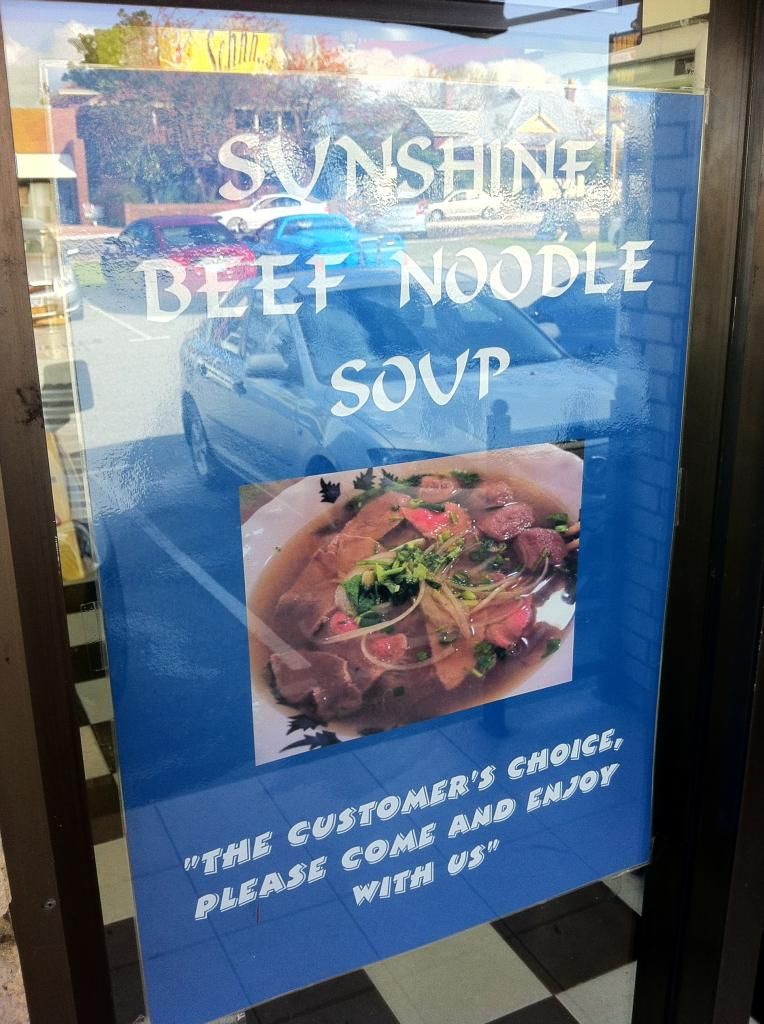 SUNSHINE
BEEF NOODLE
SOUP
"THE CUSTOMER'S CHOICE,
PLEASE COME AND ENJOY
WITH US"